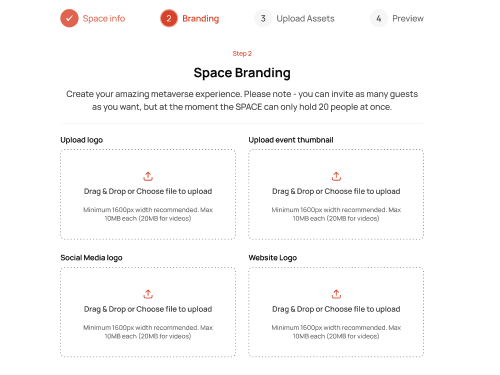 Space info
2 Branding
3 Upload Assets
4 Preview
Step 2
Space Branding
Create your amazing metaverse experience. Please note - you can invite as many guests
as you want, but at the moment the SPACE can only hold 20 people at once.
Upload logo
Drag & Drop or Choose file to upload
Minimum 1600px width recommended. Max
10MB each (20MB for videos)
Upload event thumbnail
Drag & Drop or Choose file to upload
Minimum 1600px width recommended. Max
10MB each (20MB for videos)
Social Media logo
Drag & Drop or Choose file to upload
Minimum 1600px width recommended. Max
10MB each (20MB for videos)
Website Logo
Drag & Drop or Choose file to upload
Minimum 1600px width recommended. Max
10MB each (20MB for videos)